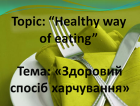 Topic: “Healthy way
of eating”
Тема: «Здоровий
спосіб харчування»